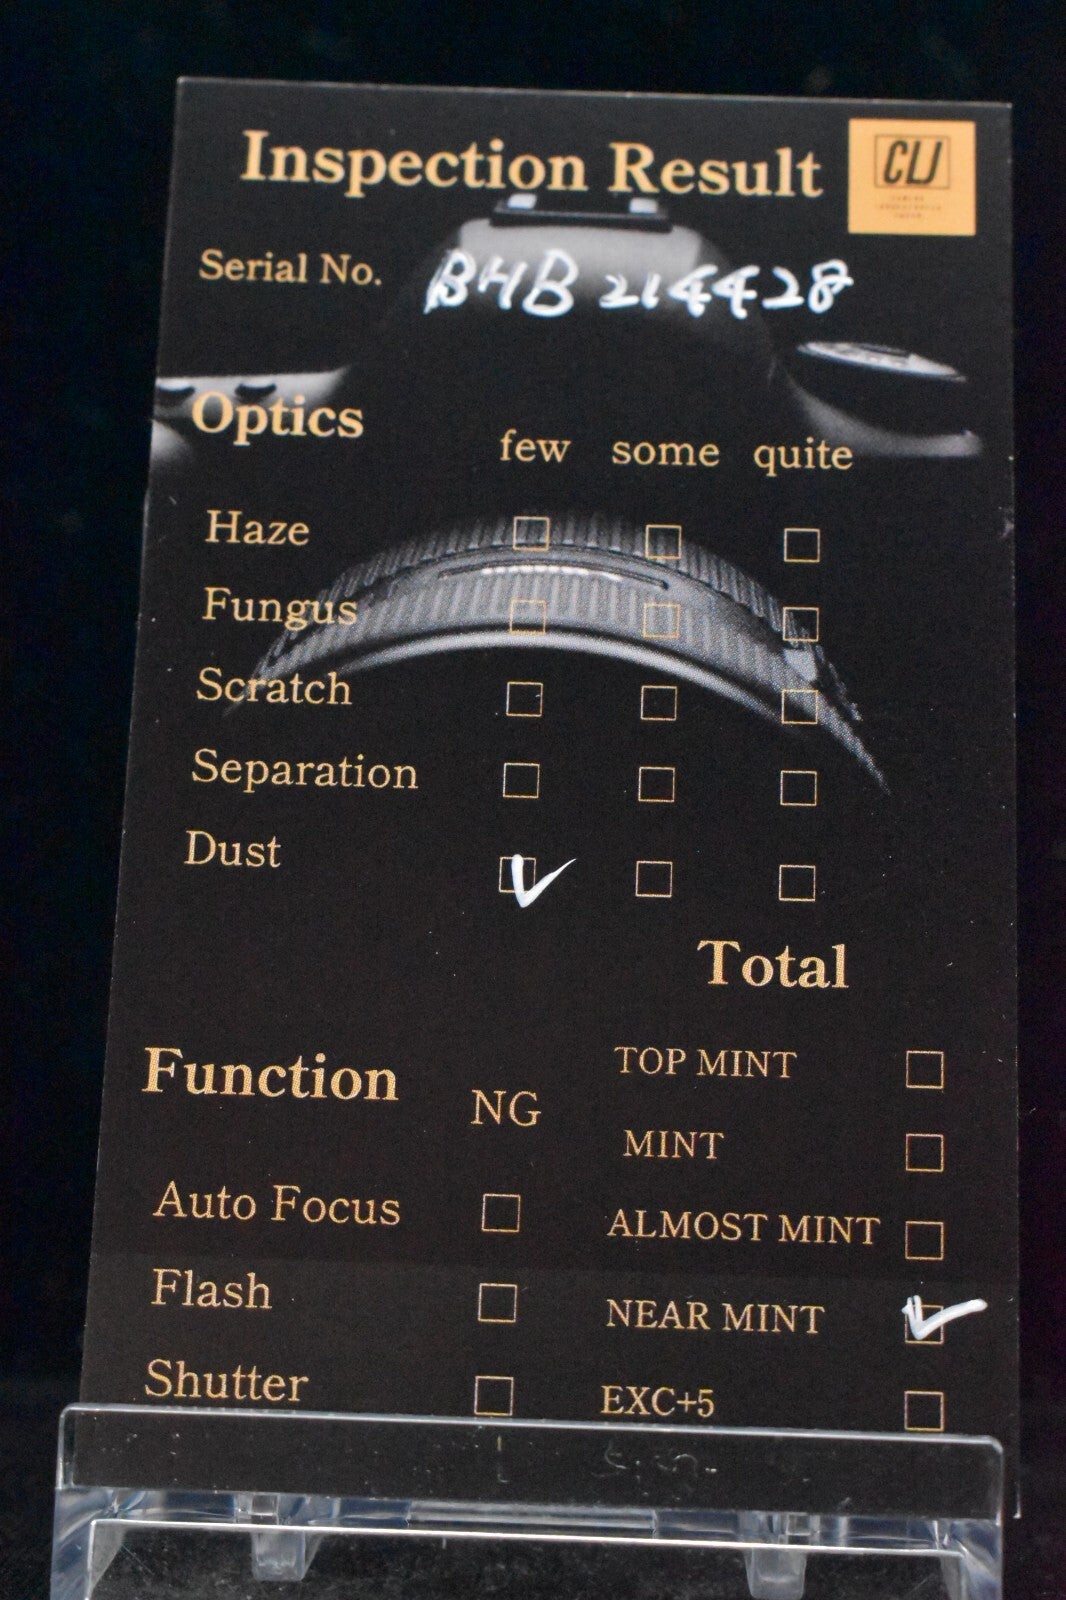 Inspection Result
CLJ
Serial No. BHB 214428
Optics
few some quite
Haze
Fungus
Scratch
Separation
Dust
Total
Function
NG
Auto Focus
Flash
Shutter
TOP MINT
MINT
ALMOST MINT
NEAR MINT
EXC+5